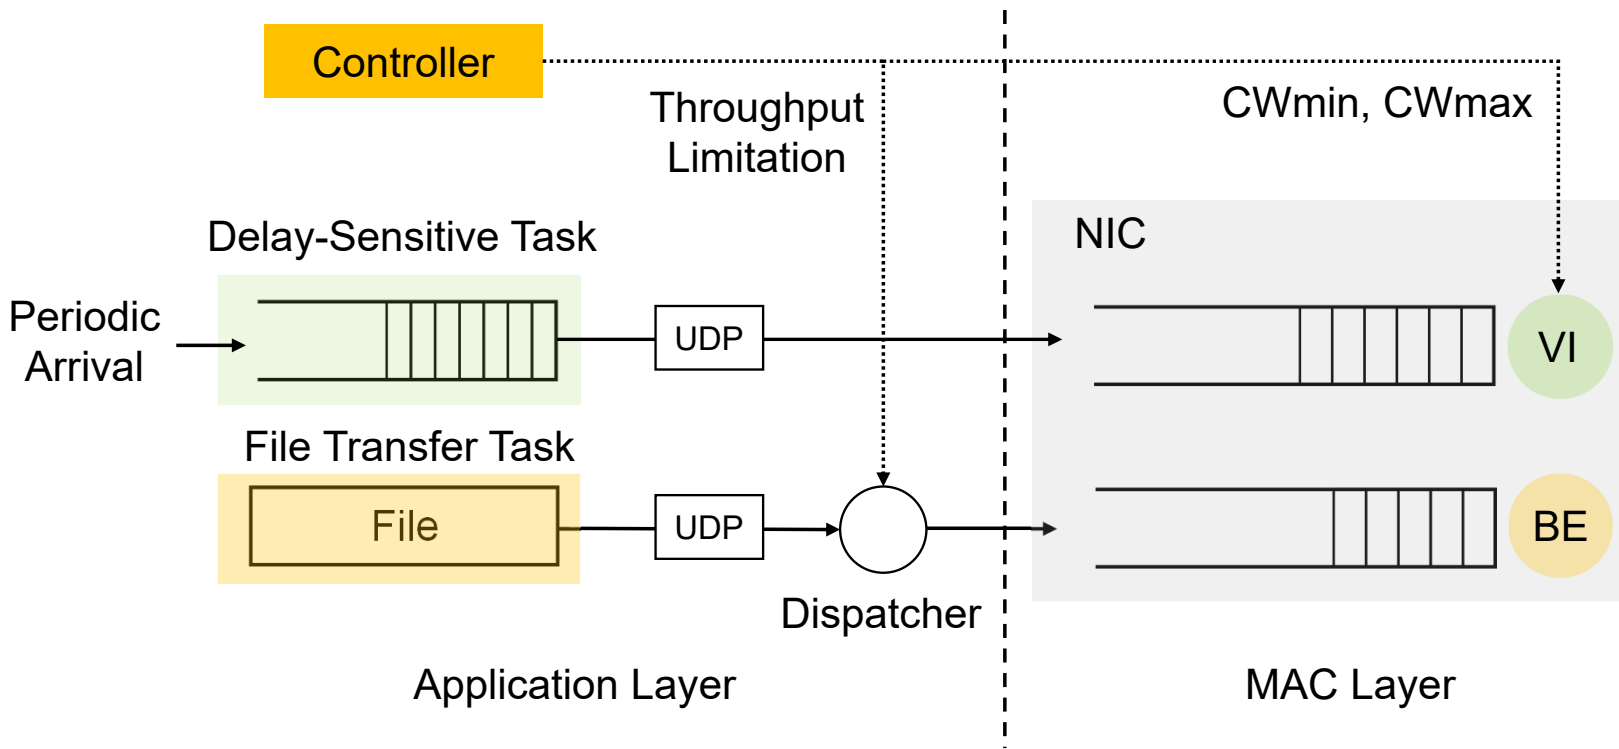 Controller
Throughput
Limitation
CWmin, CWmax
Delay-Sensitive Task
NIC
Periodic
Arrival
UDP
VI
File Transfer Task
File
UDP
BE
Dispatcher
Application Layer
MAC Layer